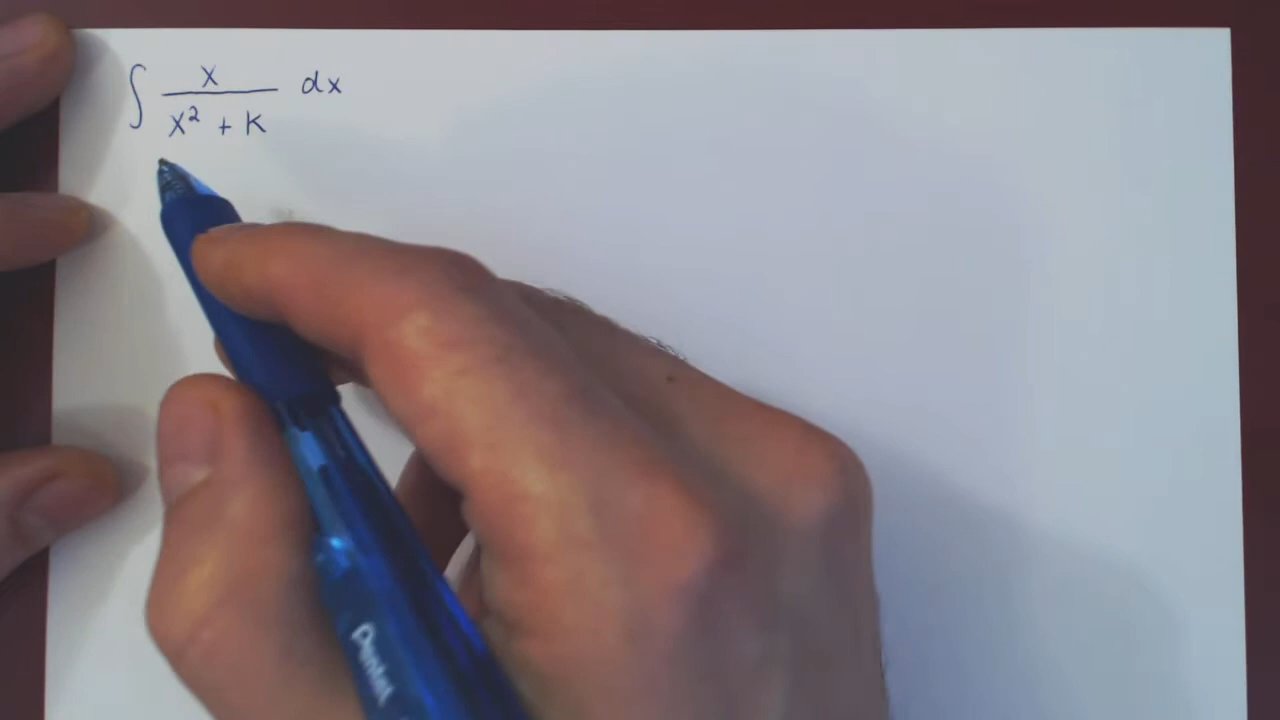 ∫ x / (x² + K) dx
Pentel